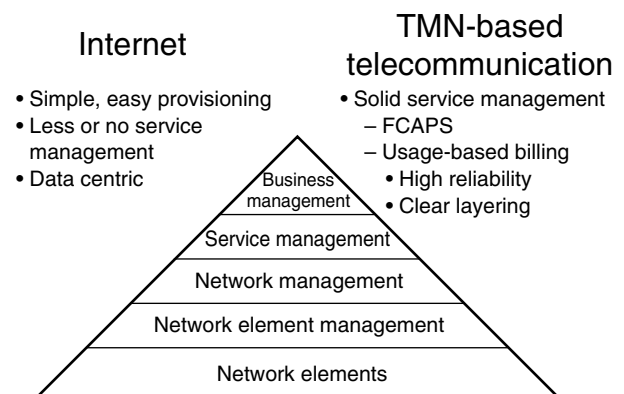 Internet
• Simple, easy provisioning
• Less or no service
management
• Data centric
TMN-based
telecommunication
• Solid service management
– FCAPS
– Usage-based billing
• High reliability
• Clear layering
Business
management
Service management
Network management
Network element management
Network elements